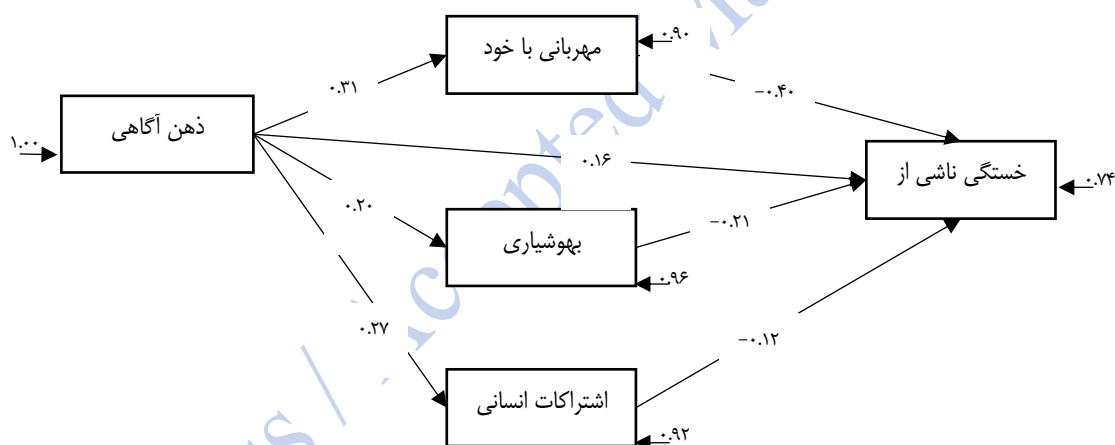 مهربانی با خود
۰.۹۰
۰.۳۱
-۰.۴۰
ذهن آگاهی
۱.۰۰
۰.۱۶
خستگی ناشی از
۰.۷۴
۰.۲۰
بهوشیاری
-۰.۲۱
۰.۹۶
۰.۲۷
-۰.۱۲
اشتراکات انسانی
۰.۹۲